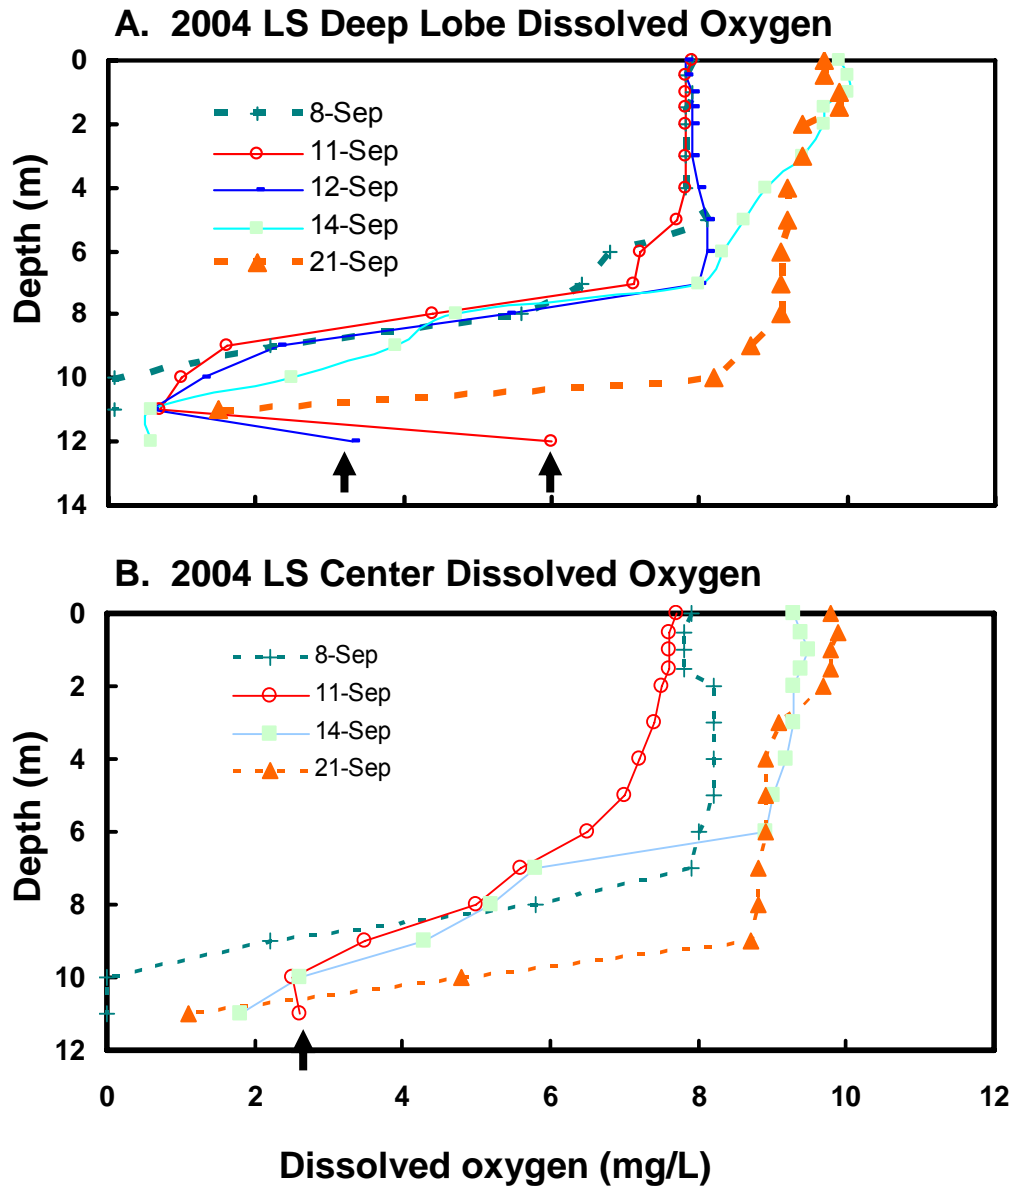 A. 2004 LS Deep Lobe Dissolved Oxygen
0
2
4
6
8
10
12
14
Depth (m)
8-Sep
11-Sep
12-Sep
14-Sep
21-Sep
B. 2004 LS Center Dissolved Oxygen
0
2
4
6
8
10
12
Depth (m)
8-Sep
11-Sep
14-Sep
21-Sep
0 2 4 6 8 10 12
Dissolved oxygen (mg/L)